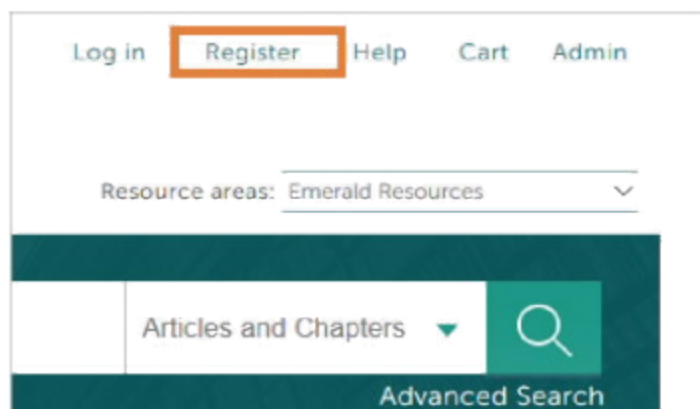 Log in Register Help Cart Admin
Resource areas: Emerald Resources
Articles and Chapters
Advanced Search